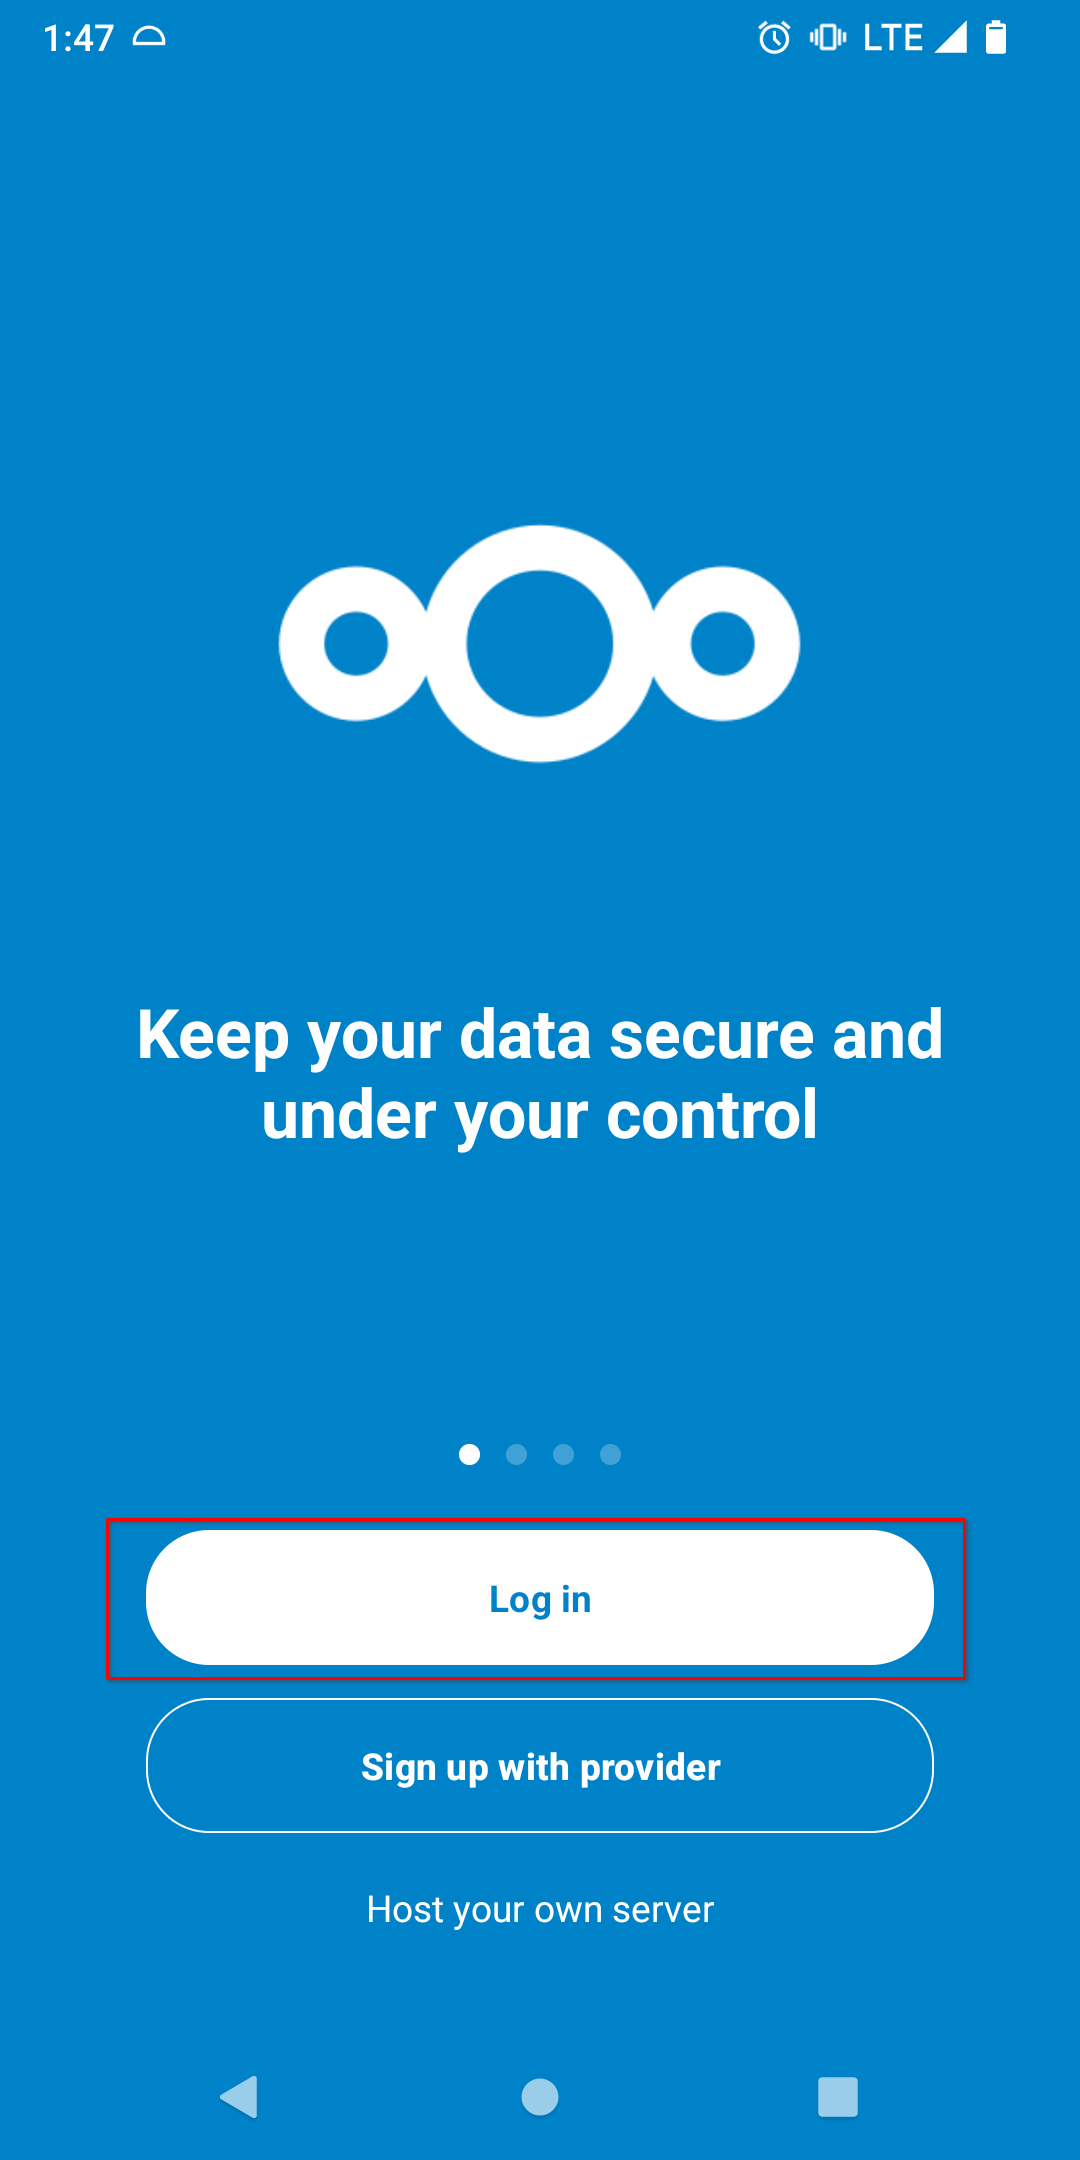 1:47
LTE
Keep your data secure and
under your control
Log in
Sign up with provider
Host your own server